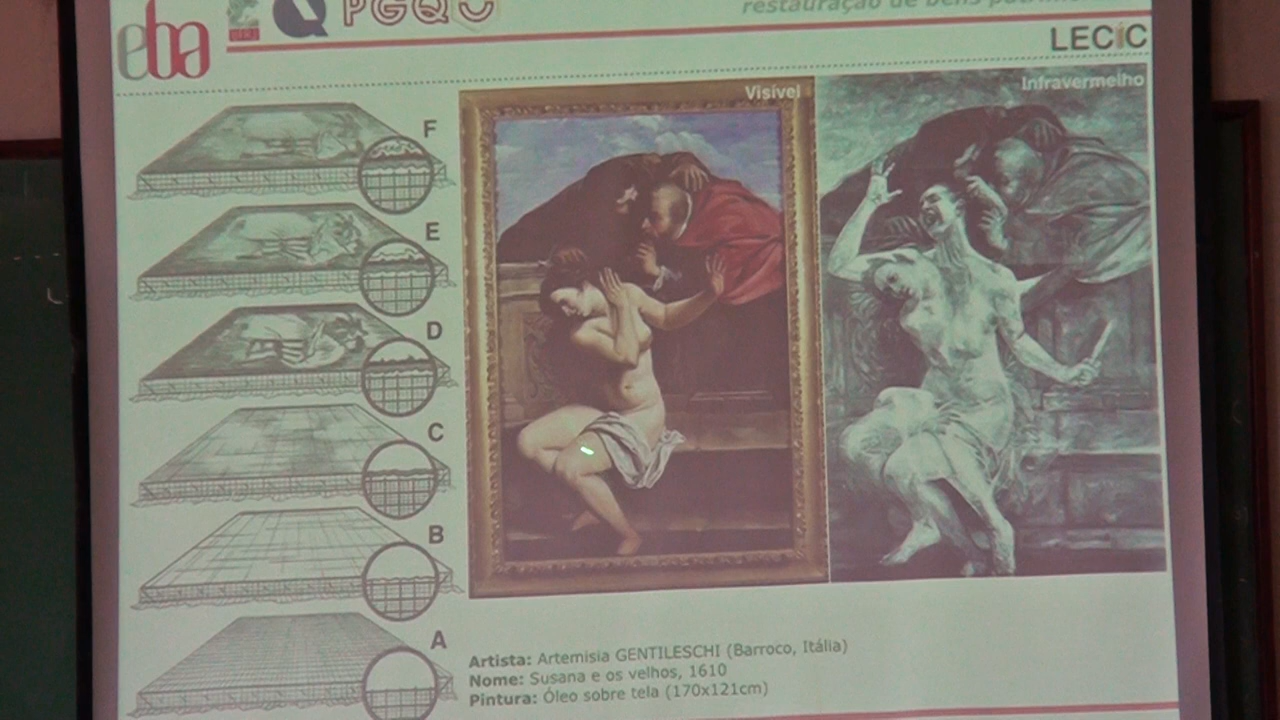 eba
PGQU
restauração de bens
LECIC
Visível
Infravermelho
F
E
D
C
B
A
Artista: Artemisia GENTILESCHI (Barroco, Itália)
Nome: Susana e os velhos, 1610
Pintura: Óleo sobre tela (170x121cm)